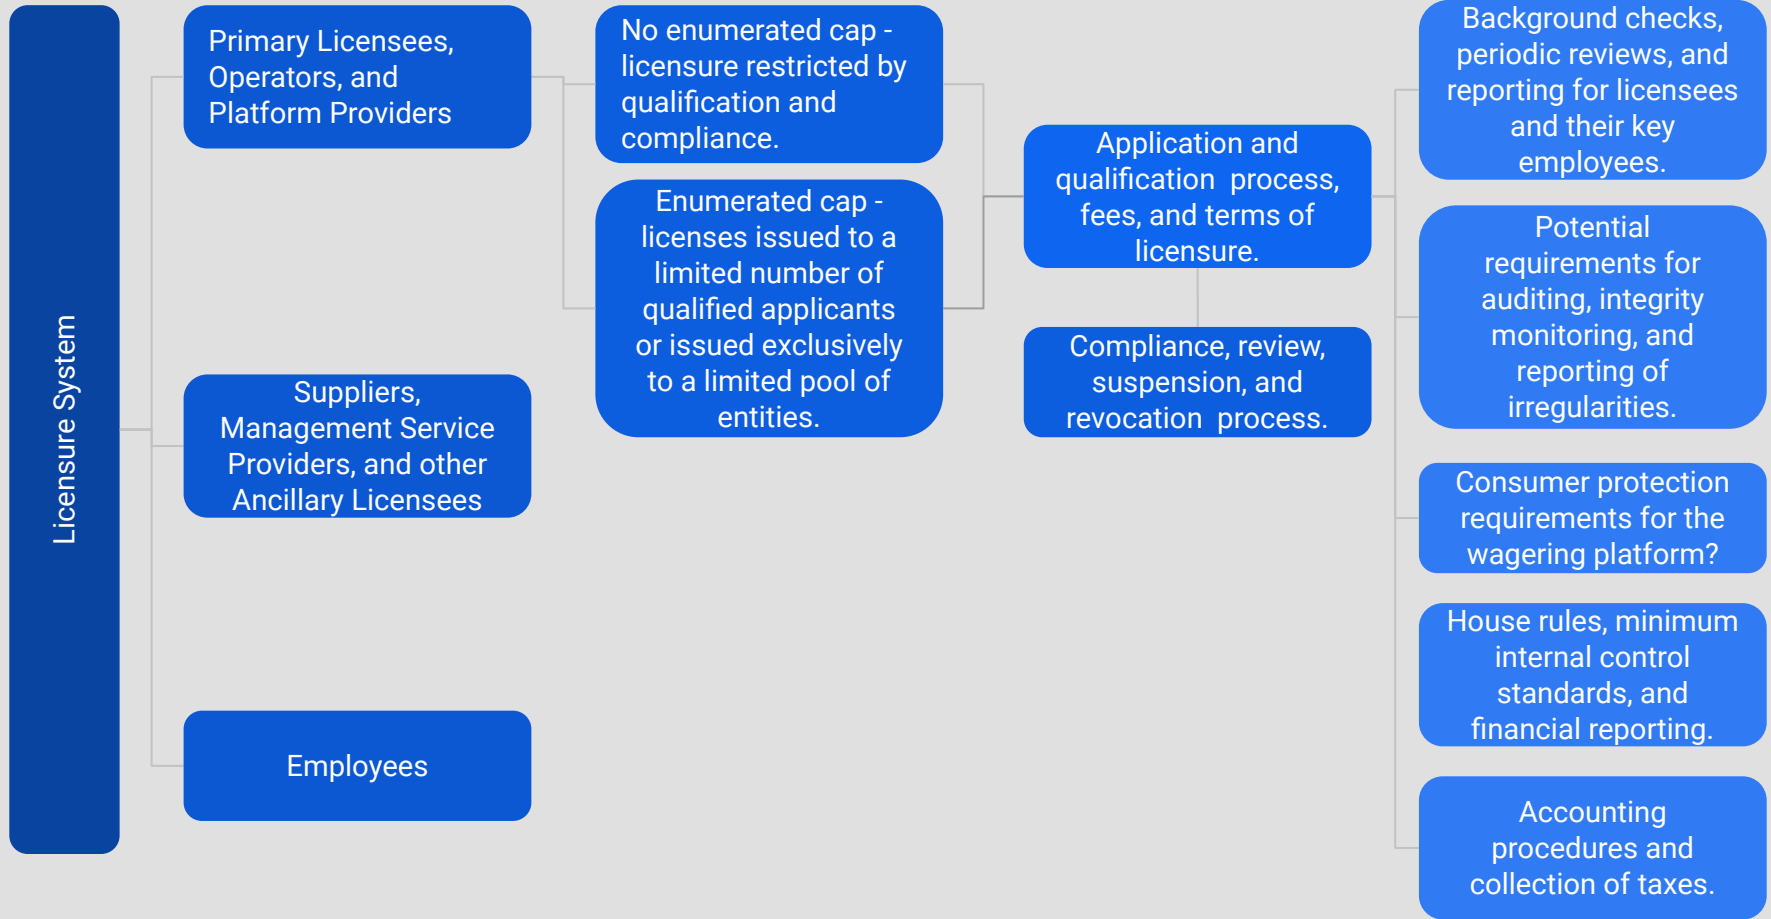 Licensure System
Primary Licensees,
Operators, and
Platform Providers
Suppliers,
Management Service
Providers, and other
Ancillary Licensees
Employees
No enumerated cap -
licensure restricted by
qualification and
compliance.
Enumerated cap -
licenses issued to a
limited number of
qualified applicants
or issued exclusively
to a limited pool of
entities.
Application and
qualification  process,
fees, and terms of
licensure.
Compliance, review,
suspension, and
revocation  process.
Background checks,
periodic reviews, and
reporting for licensees
and their key
employees.
Potential
requirements for
auditing, integrity
monitoring, and
reporting of
irregularities.
Consumer protection
requirements for the
wagering platform?
House rules, minimum
internal control
standards, and
financial reporting.
Accounting
procedures and
collection of taxes.